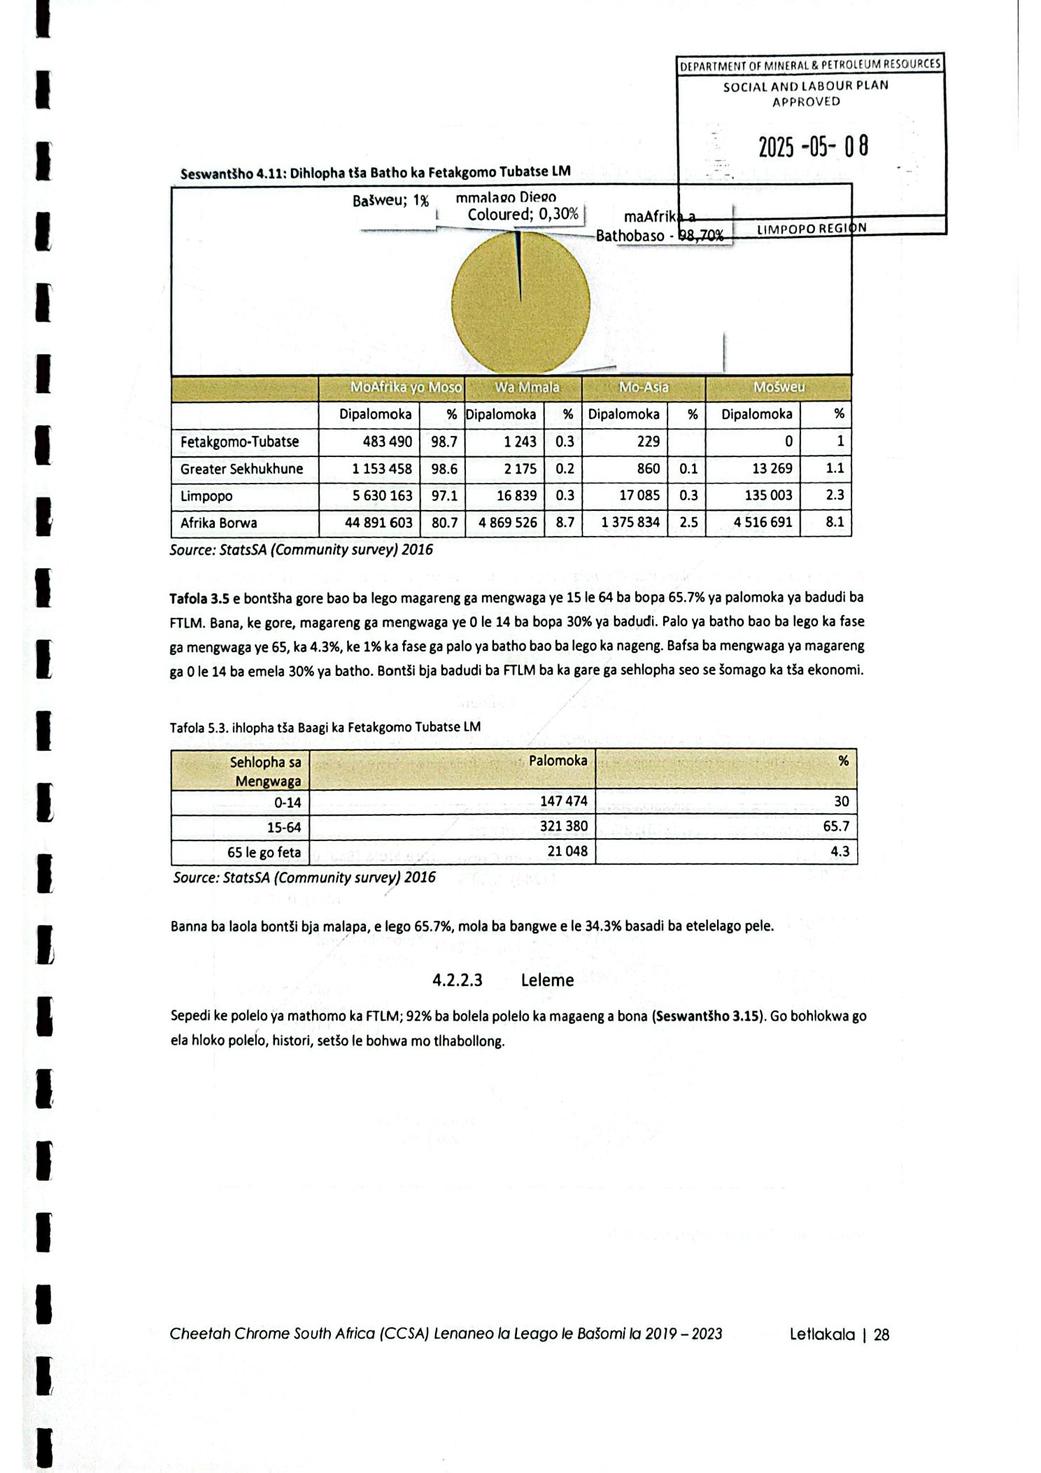 DEPARTMENT OF MINERAL & PETROLEUM RESOURCES
SOCIAL AND LABOUR PLAN
APPROVED
2025 -05- 08
LIMPOPO REGION
Seswantšho 4.11: Dihlopha tša Batho ka Fetakgomo Tubatse LM
Bašweu; 1%
mmalago Diego
Coloured; 0,30%
maAfrika a
Bathobaso - 98,70%
MoAfrika yo Moso Wa Mmala Mo-Asia Mošweu
Dipalomoka % Dipalomoka % Dipalomoka % Dipalomoka %
Fetakgomo-Tubatse 483 490 98.7 1 243 0.3 229 0 1
Greater Sekhukhune 1 153 458 98.6 2 175 0.2 860 0.1 13 269 1.1
Limpopo 5 630 163 97.1 16 839 0.3 17 085 0.3 135 003 2.3
Afrika Borwa 44 891 603 80.7 4 869 526 8.7 1 375 834 2.5 4 516 691 8.1
Source: StatsSA (Community survey) 2016
Tafola 3.5 e bontšha gore bao ba lego magareng ga mengwaga ye 15 le 64 ba bopa 65.7% ya palomoka ya badudi ba
FTLM. Bana, ke gore, magareng ga mengwaga ye 0 le 14 ba bopa 30% ya badudi. Palo ya batho bao ba lego ka fase
ga mengwaga ye 65, ka 4.3%, ke 1% ka fase ga palo ya batho bao ba lego ka nageng. Bafsa ba mengwaga ya magareng
ga 0 le 14 ba emela 30% ya batho. Bontši bja badudi ba FTLM ba ka gare ga sehlopha seo se šomago ka tša ekonomi.
Tafola 5.3. ihlopha tša Baagi ka Fetakgomo Tubatse LM
Sehlopha sa Palomoka %
Mengwaga
0-14 147 474 30
15-64 321 380 65.7
65 le go feta 21 048 4.3
Source: StatsSA (Community survey) 2016
Banna ba laola bontši bja malapa, e lego 65.7%, mola ba bangwe e le 34.3% basadi ba etelelago pele.
4.2.2.3 Leleme
Sepedi ke polelo ya mathomo ka FTLM; 92% ba bolela polelo ka magaeng a bona (Seswantšho 3.15). Go bohlokwa go
ela hloko polelo, histori, setšo le bohwa mo tlhabollong.
Cheetah Chrome South Africa (CCSA) Lenaneo la Leago le Bašomi la 2019 – 2023 Letlakala | 28